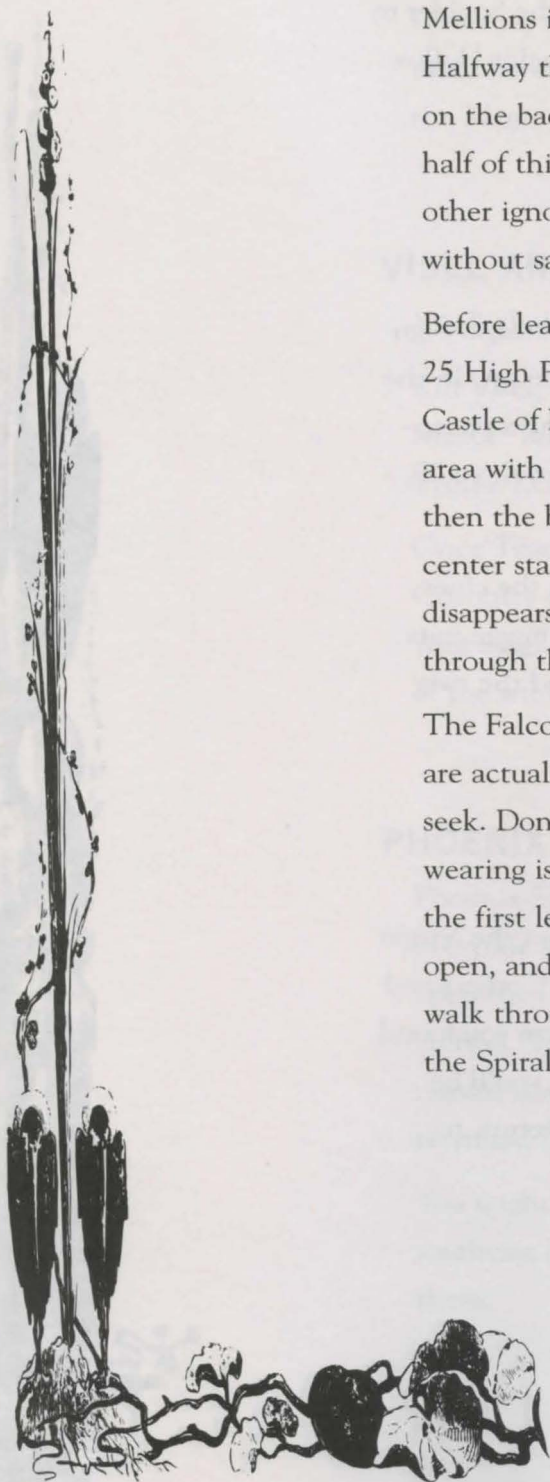 Mellions i
Halfway th
on the bac
half of thi
other igno
without sa
Before lea
25 High P
Castle of
area with
then the b
center sta
disappears
through th
The Falco
are actual
seek. Don
wearing is
the first le
open, and
walk thro
the Spiral